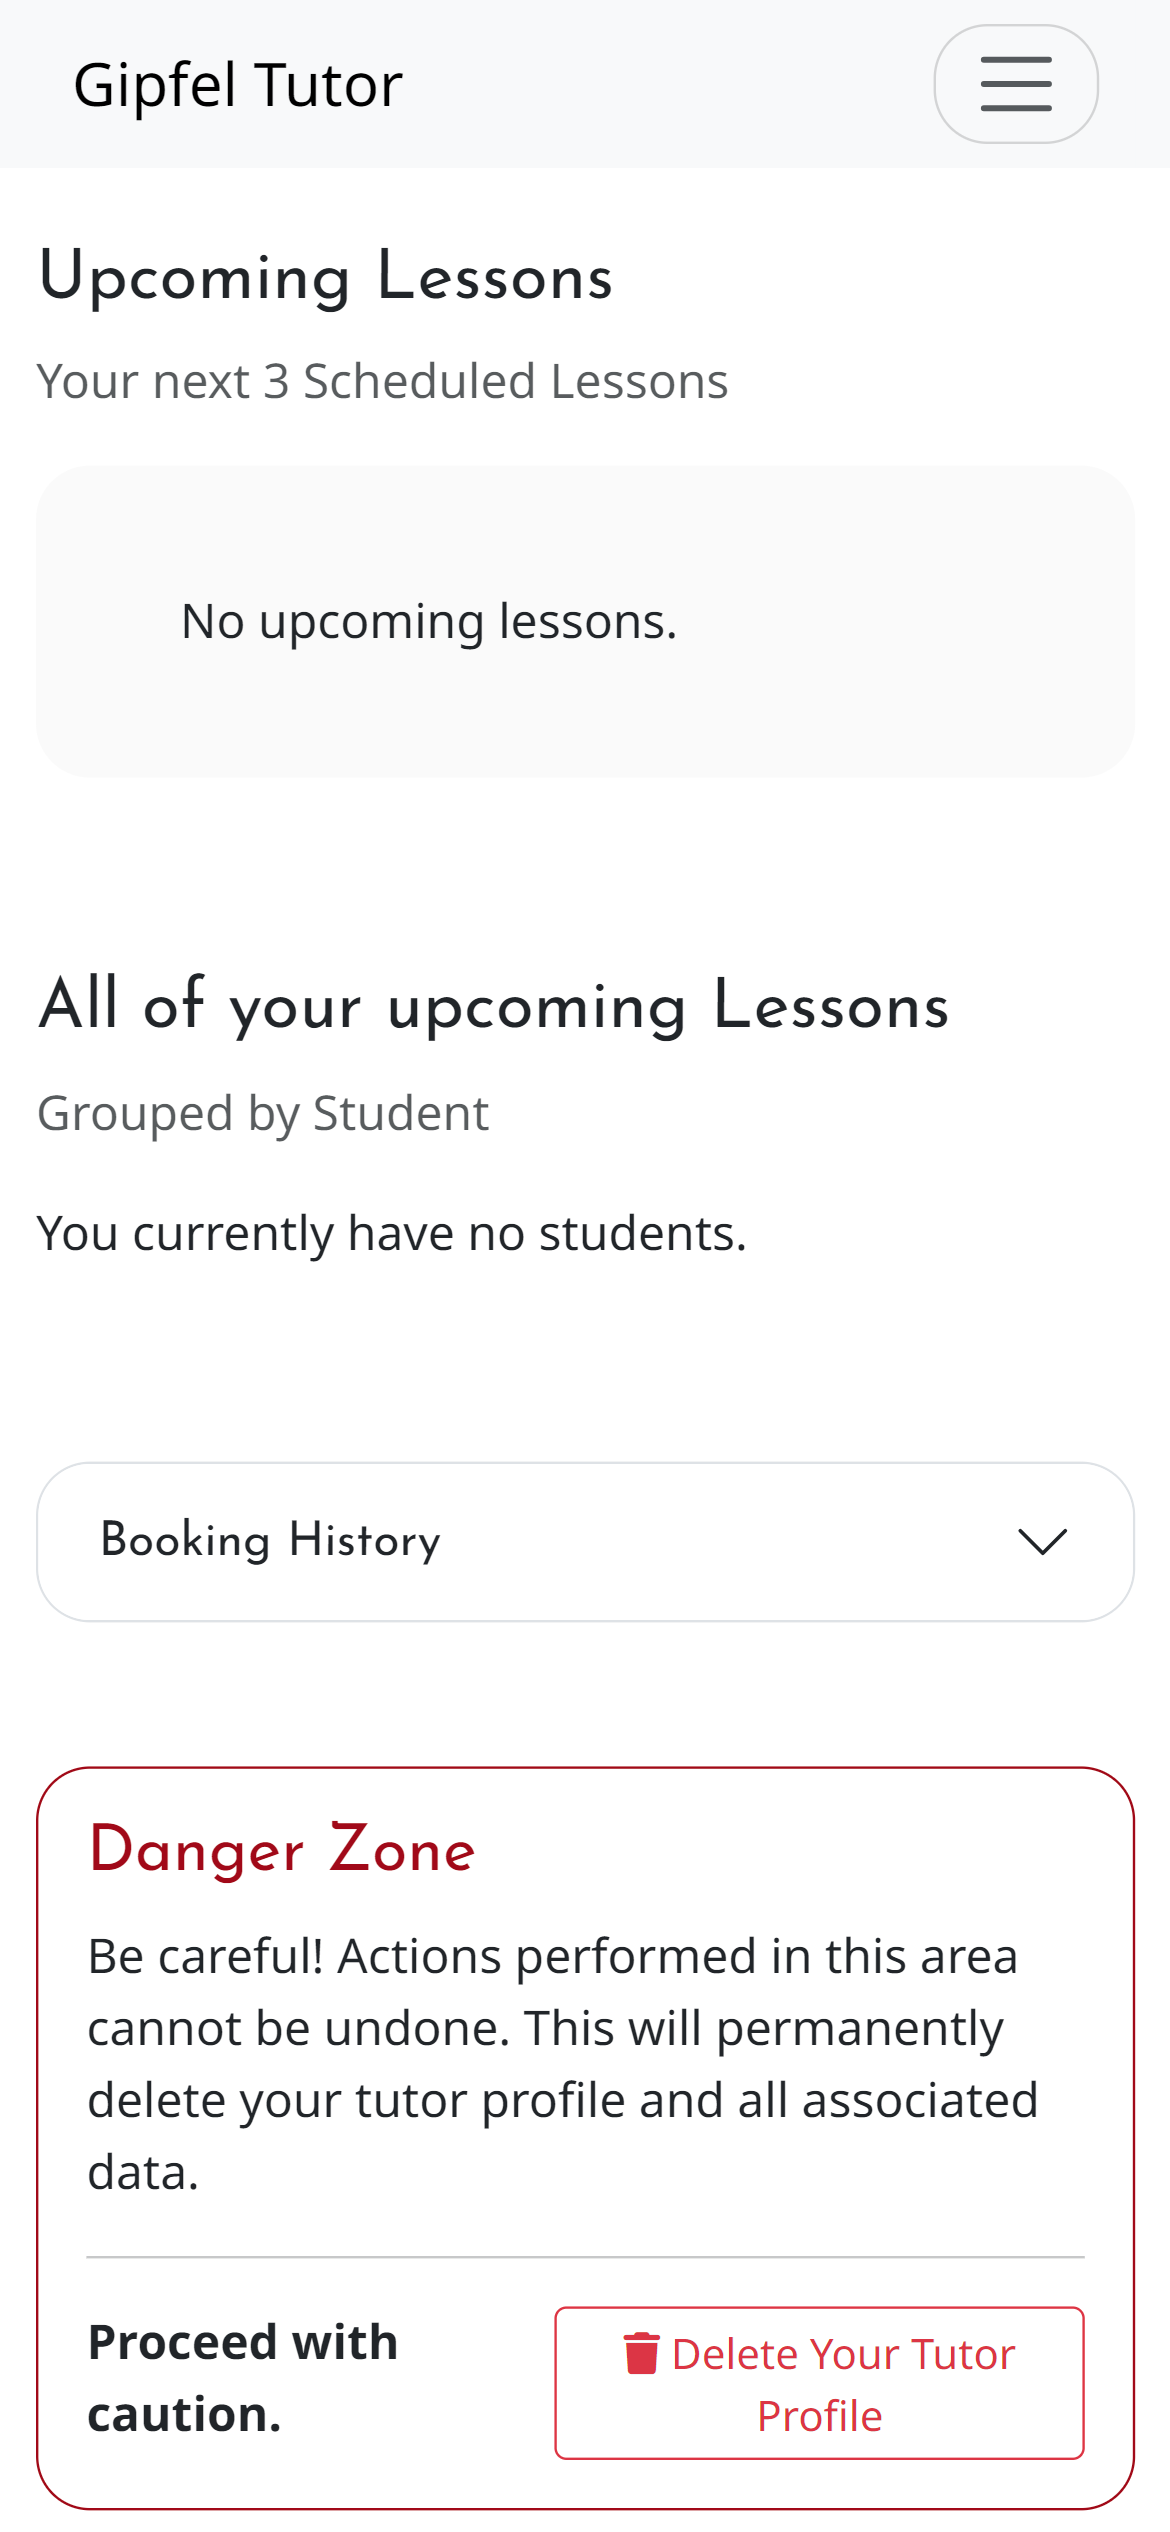 Gipfel Tutor
Upcoming Lessons
Your next 3 Scheduled Lessons
No upcoming lessons.
All of your upcoming Lessons
Grouped by Student
You currently have no students.
Booking History
Danger Zone
Be careful! Actions performed in this area
cannot be undone. This will permanently
delete your tutor profile and all associated
data.
Proceed with
caution.
Delete Your Tutor
Profile